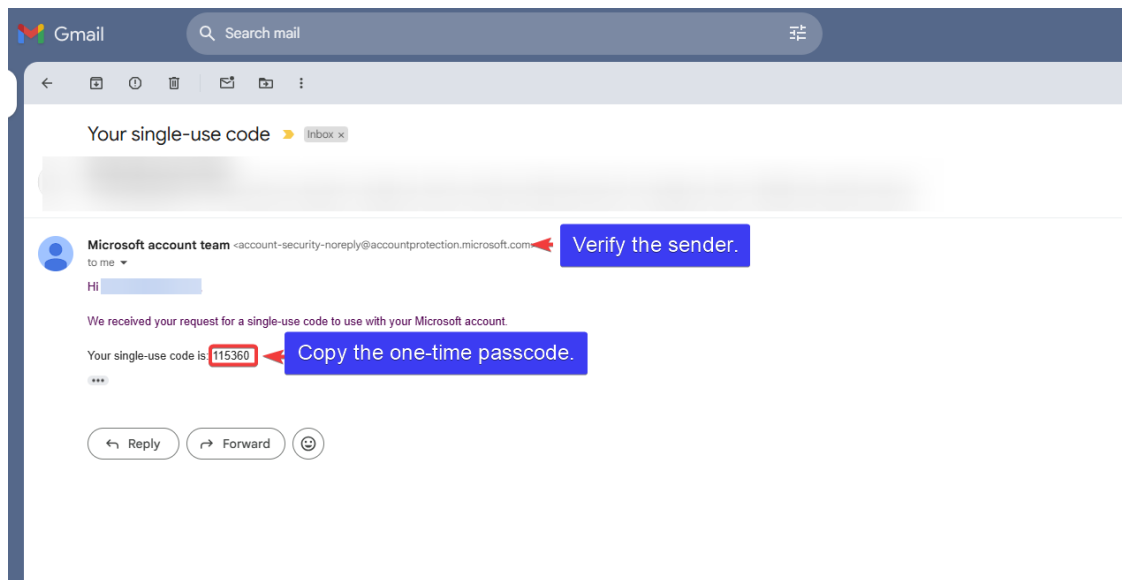 Gmail
Search mail
Your single-use code
Inbox x
Microsoft account team <account-security-noreply@accountprotection.microsoft.com
Verify the sender.
to me
Hi
We received your request for a single-use code to use with your Microsoft account.
Your single-use code is: 115360
Copy the one-time passcode.
Reply
Forward